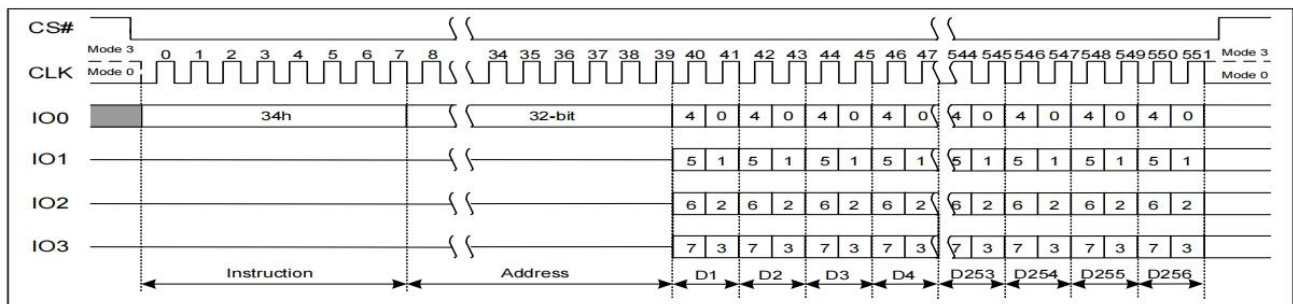 CS#
Mode 3 0 1 2 3 4 5 6 7 8 34 35 36 37 38 39 40 41 42 43 44 45 46 47 544 545 546 547 548 549 550 551 Mode 3
CLK Mode 0 Mode 0
IO0 34h 32-bit 4 0 4 0 4 0 4 0 4 0 4 0 4 0 4 0
IO1 5 1 5 1 5 1 5 1 5 1 5 1 5 1 5 1
IO2 6 2 6 2 6 2 6 2 6 2 6 2 6 2 6 2
IO3 7 3 7 3 7 3 7 3 7 3 7 3 7 3 7 3
Instruction Address D1 D2 D3 D4 D253 D254 D255 D256